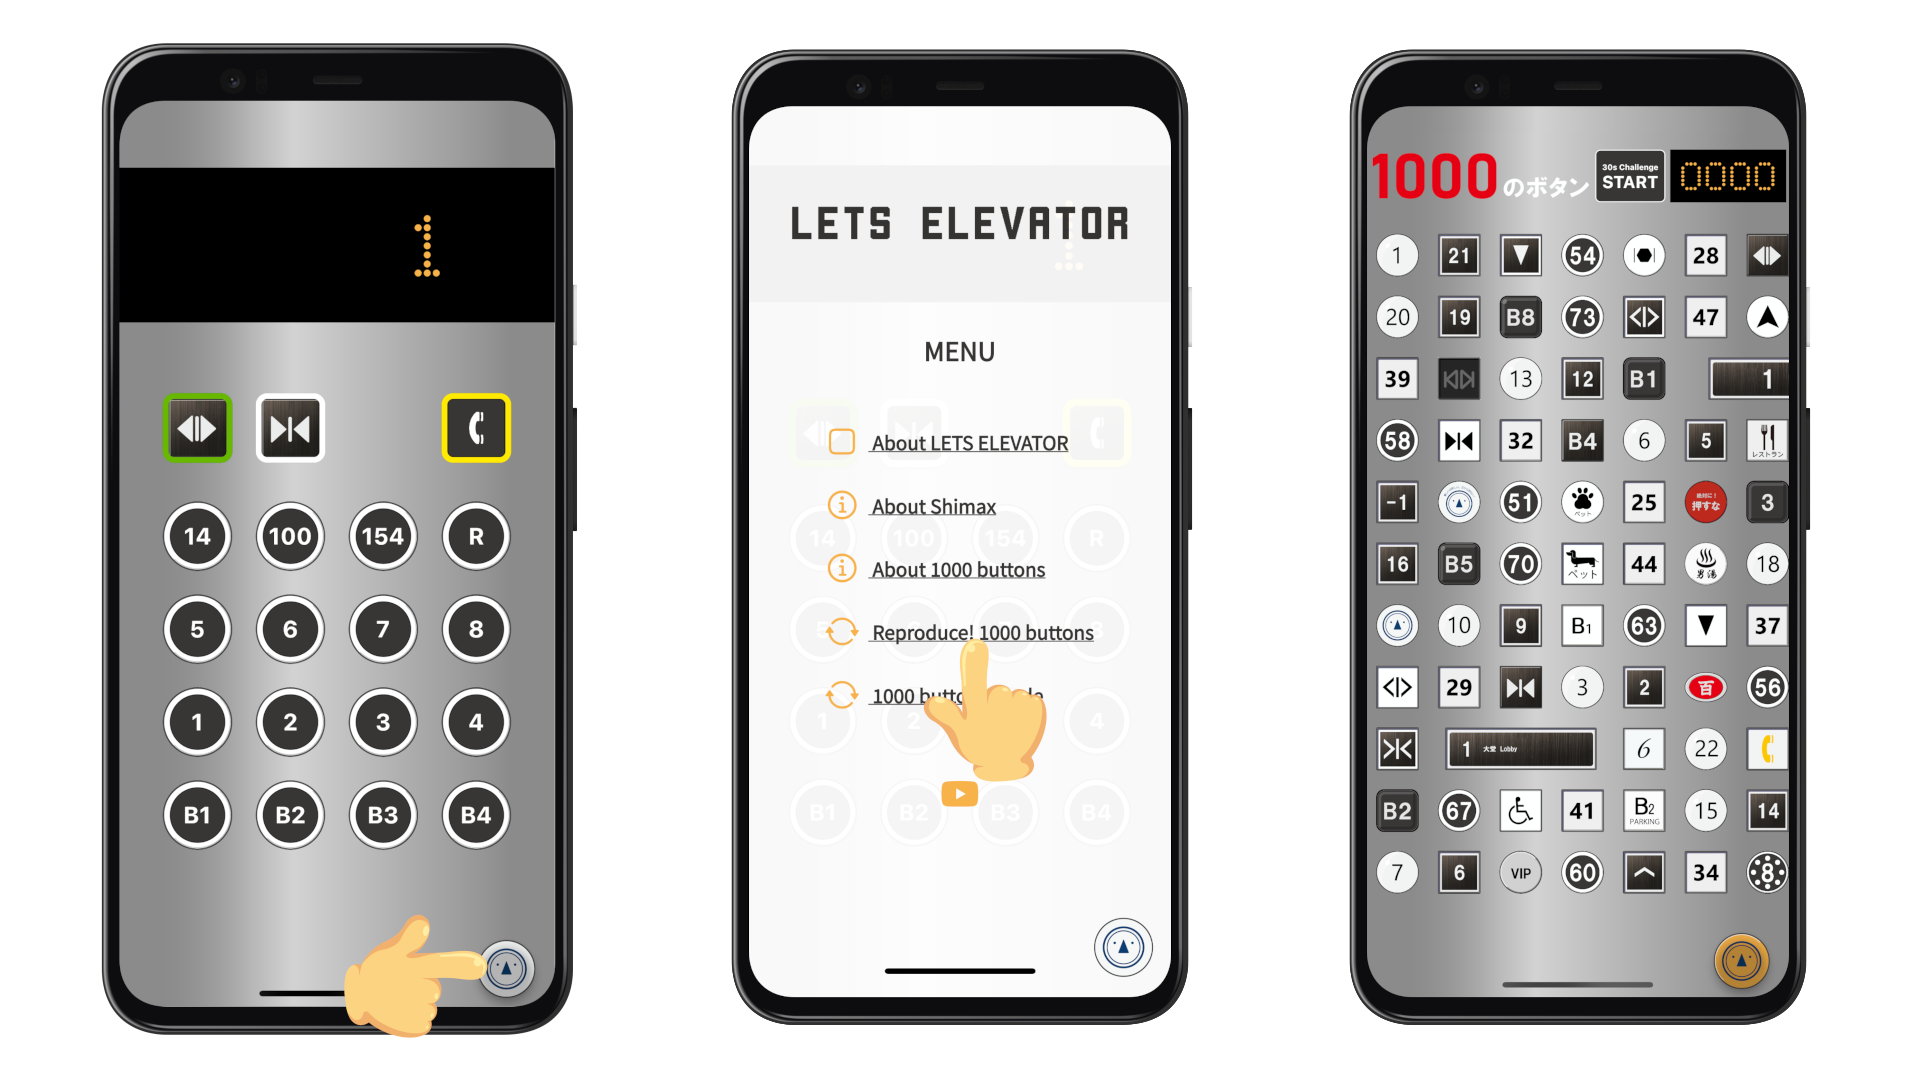 1
14 100 154 R
5 6 7 8
1 2 3 4
B1 B2 B3 B4
LETS ELEVATOR
MENU
About LETS ELEVATOR
About Shimax
About 1000 buttons
Reproduce! 1000 buttons
1000 butto
1000 のボタン
30s Challenge
START
0000
1 21 54 28
20 19 B8 73 47
39 13 12 B1 1
58 32 B4 6 5
レストラン
-1 51 ペット 25 絶対に! 3
押すな
16 B5 70 ペット 44 男湯 18
10 9 B1 63 37
29 3 2 百 56
1 大堂 Lobby 6 22
B2 67 41 B2 15 14
PARKING
7 6 VIP 60 34 8